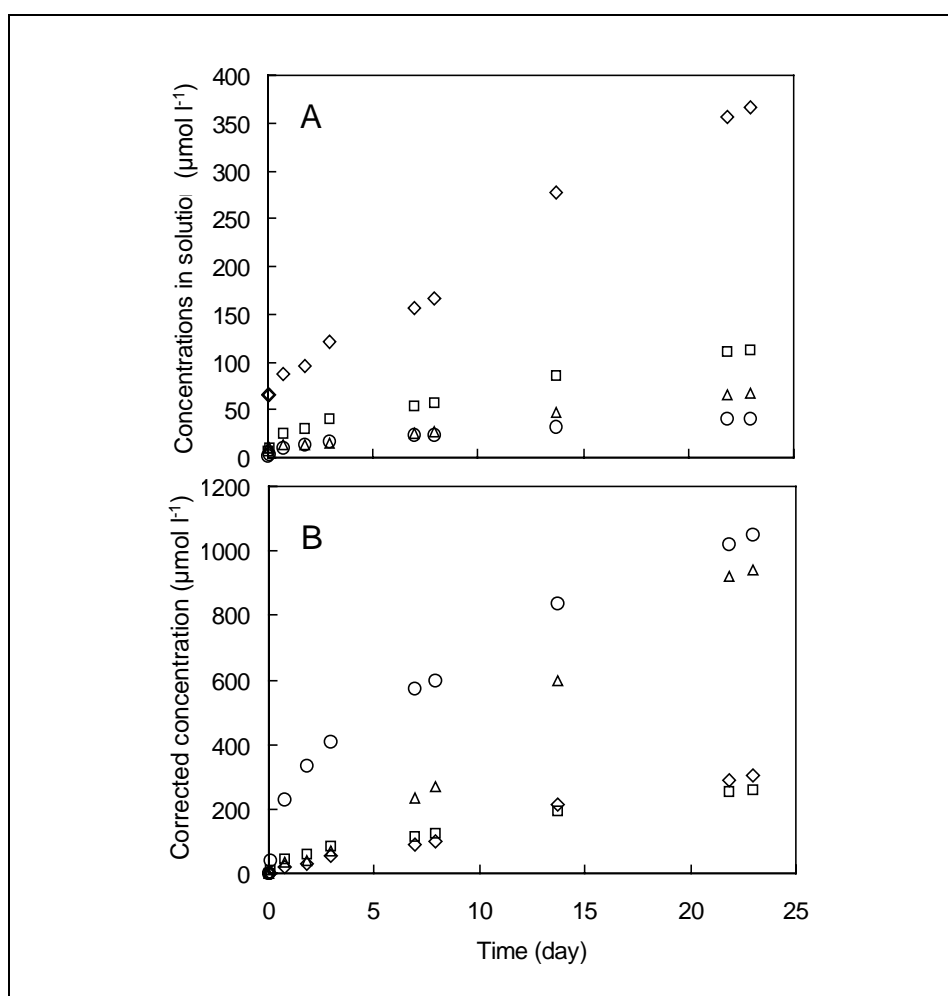 400
350
300
250
200
150
100
50
0
A
Concentrations in solutio (µmol l-1)
1200
1000
800
600
400
200
0
B
Corrected concentration (µmol l-1)
0 5 10 15 20 25
Time (day)